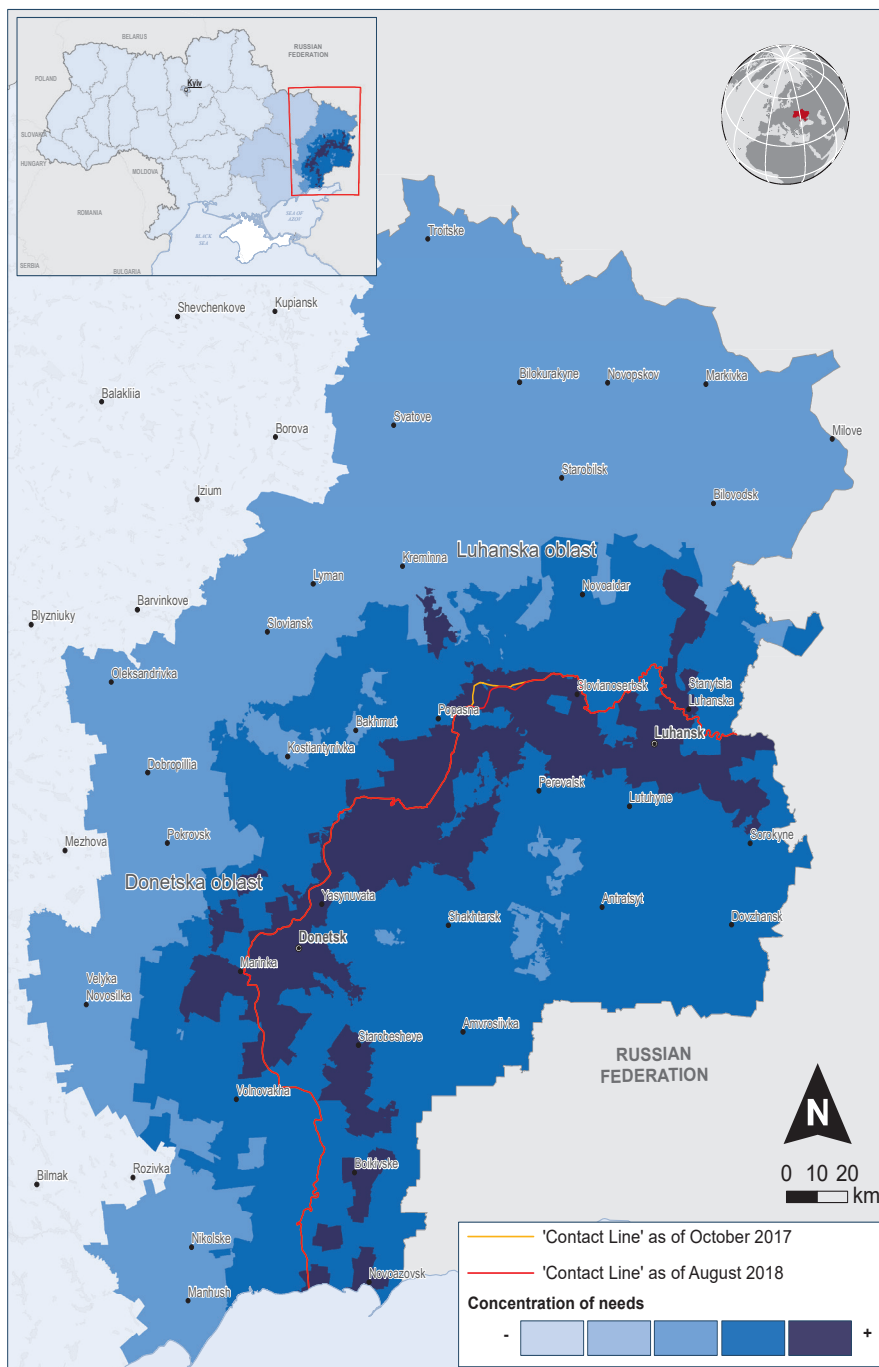 BELARUS
RUSSIAN
FEDERATION
POLAND
Kyiv
SLOVAKIA
HUNGARY
MOLDOVA
ROMANIA
SEA OF
AZOV
BLACK
SEA
SERBIA
BULGARIA
Troitske
Shevchenkove
Kupiansk
Bilokurakyne
Novopskov
Markivka
Balakliia
Svatove
Borova
Milove
Starobilsk
Izium
Bilovodsk
Luhanska oblast
Kreminna
Lyman
Novoaidar
Barvinkove
Blyzniuky
Sloviansk
Oleksandrivka
Slovianoserbsk
Stanytsia
Luhanska
Popasna
Bakhmut
Luhansk
Kostiantynivka
Dobropillia
Perevalsk
Lutuhyne
Mezhova
Pokrovsk
Sorokyne
Donetska oblast
Yasynuvata
Antratsyt
Shakhtarsk
Dovzhansk
Donetsk
Marinka
Velyka
Novosilka
Starobesheve
Amvrosiivka
RUSSIAN
FEDERATION
Volnovakha
N
Boikivske
Rozivka
Bilmak
0 10 20
km
Nikolske
Novoazovsk
Manhush
'Contact Line' as of October 2017
'Contact Line' as of August 2018
Concentration of needs
- +